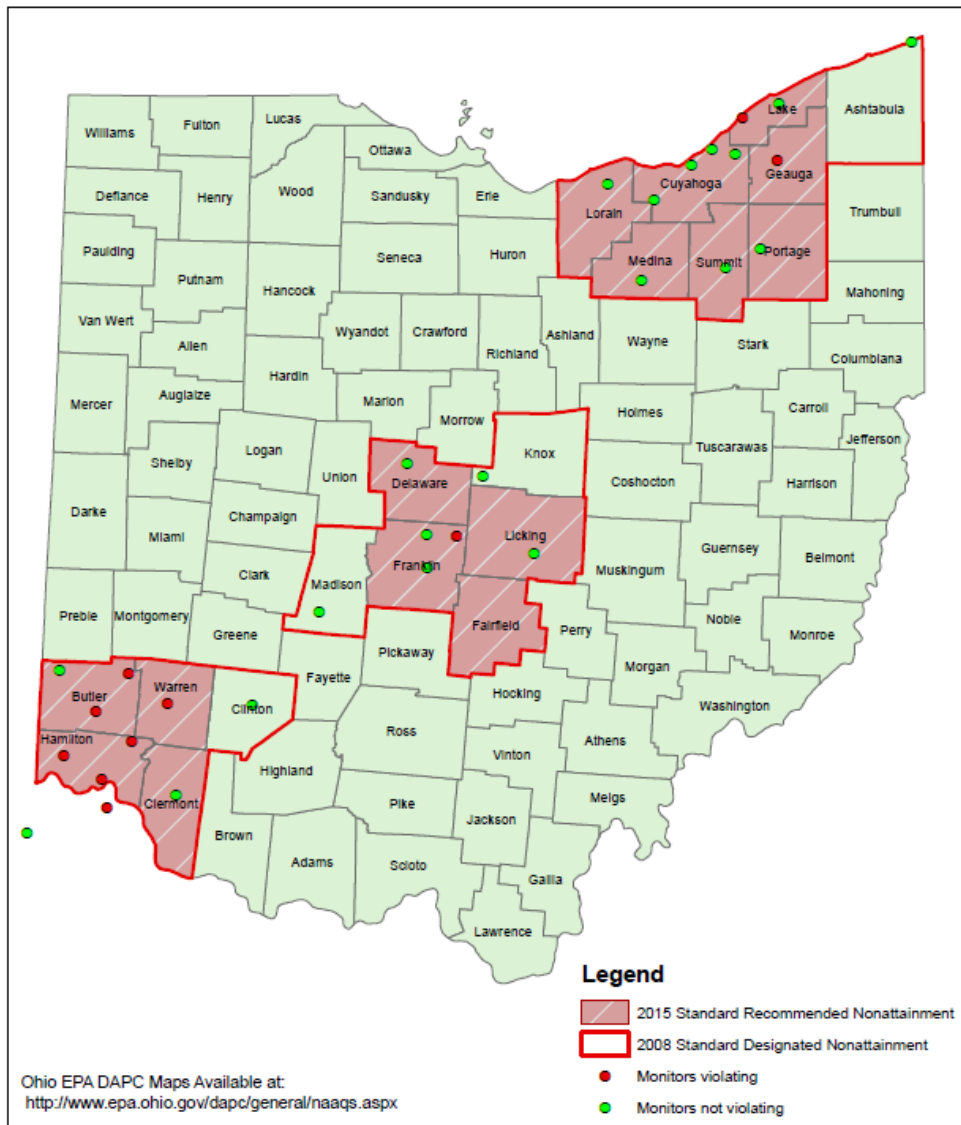 Williams
Fulton
Lucas
Ottawa
Lake
Ashtabula
Defiance
Henry
Wood
Sandusky
Erie
Lorain
Cuyahoga
Geauga
Trumbull
Paulding
Putnam
Hancock
Seneca
Huron
Medina
Summit
Portage
Mahoning
Van Wert
Allen
Wyandot
Crawford
Richland
Ashland
Wayne
Stark
Columbiana
Mercer
Auglaize
Hardin
Marion
Morrow
Holmes
Carroll
Tuscarawas
Jefferson
Shelby
Logan
Union
Delaware
Knox
Coshocton
Harrison
Darke
Miami
Champaign
Licking
Guernsey
Belmont
Clark
Madison
Franklin
Muskingum
Preble
Montgomery
Greene
Fairfield
Perry
Noble
Monroe
Fayette
Pickaway
Morgan
Butler
Warren
Clinton
Hocking
Washington
Hamilton
Ross
Vinton
Athens
Highland
Clermont
Pike
Jackson
Meigs
Brown
Adams
Scioto
Gallia
Lawrence
Legend
2015 Standard Recommended Nonattainment
2008 Standard Designated Nonattainment
Monitors violating
Monitors not violating
Ohio EPA DAPC Maps Available at:
http://www.epa.ohio.gov/dapc/general/naaqs.aspx